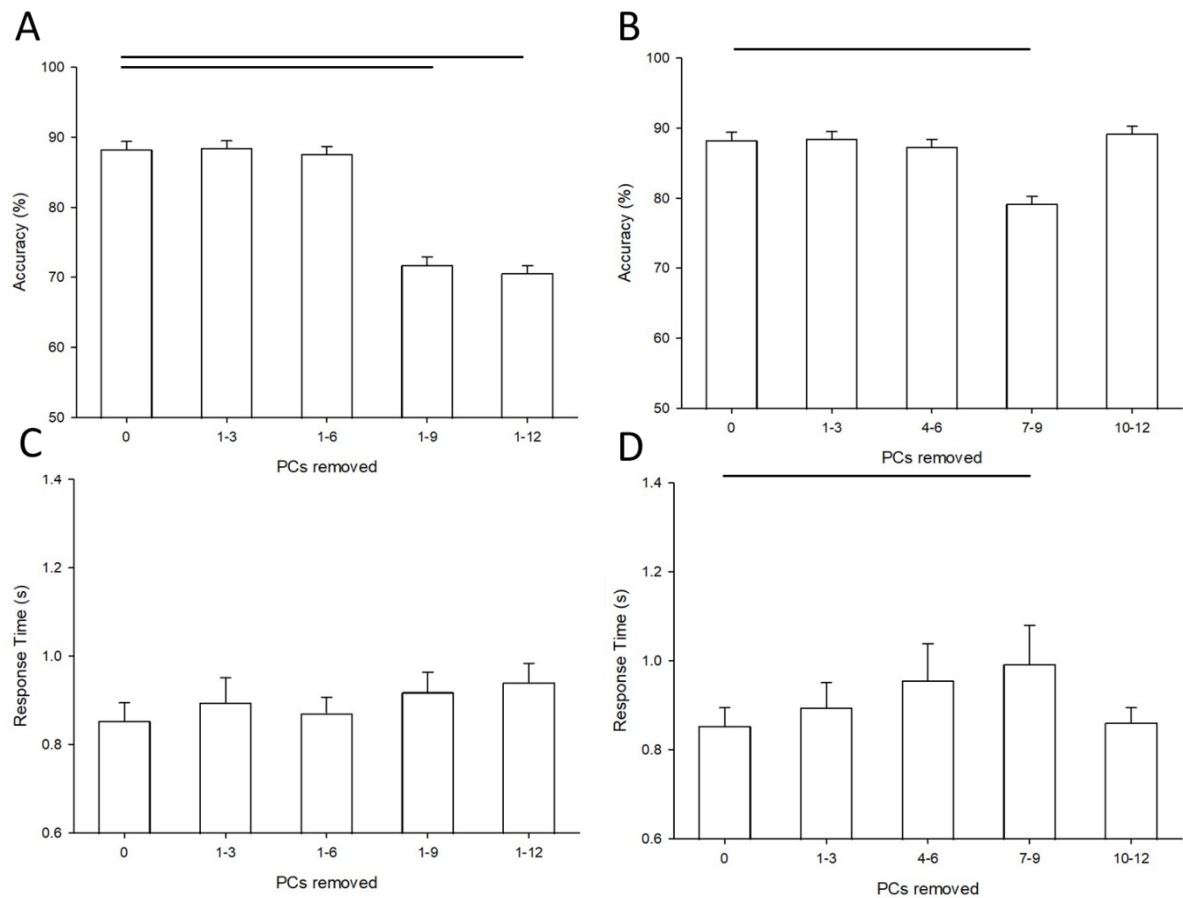 A
Accuracy (%)
100
90
80
70
60
50
0 1-3 1-6 1-9 1-12
PCs removed
B
Accuracy (%)
100
90
80
70
60
50
0 1-3 4-6 7-9 10-12
PCs removed
C
Response Time (s)
1.4
1.2
1.0
0.8
0.6
0 1-3 1-6 1-9 1-12
PCs removed
D
Response Time (s)
1.4
1.2
1.0
0.8
0.6
0 1-3 4-6 7-9 10-12
PCs removed